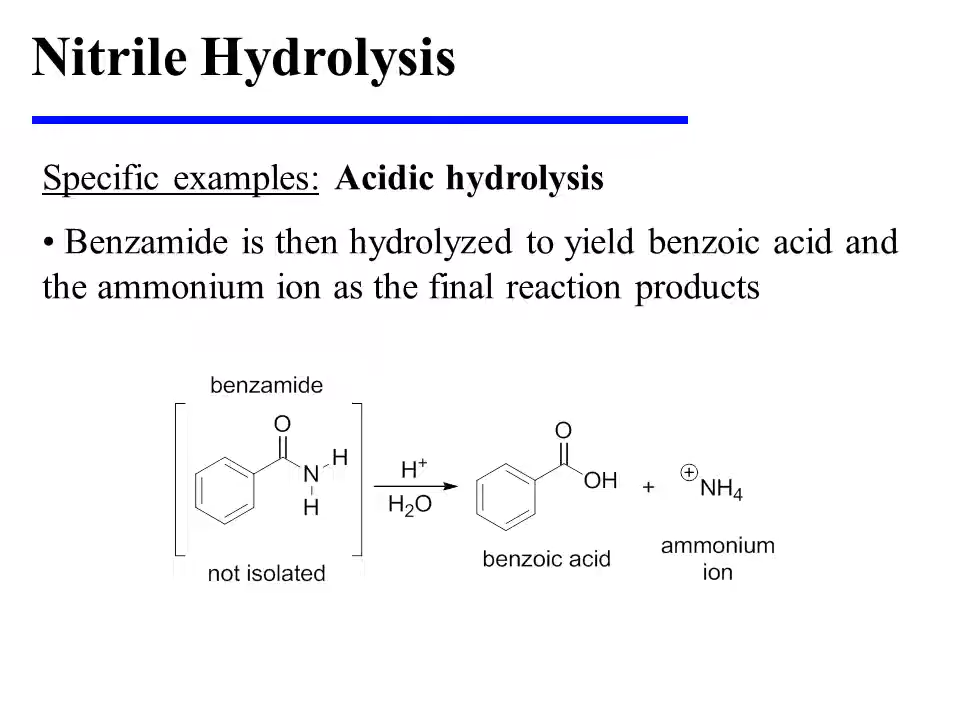 Nitrile Hydrolysis
Specific examples: Acidic hydrolysis
• Benzamide is then hydrolyzed to yield benzoic acid and
the ammonium ion as the final reaction products
benzamide
O
N
H
H
not isolated
H⁺
H₂O
O
OH
benzoic acid
+
⊕
NH₄
ammonium
ion